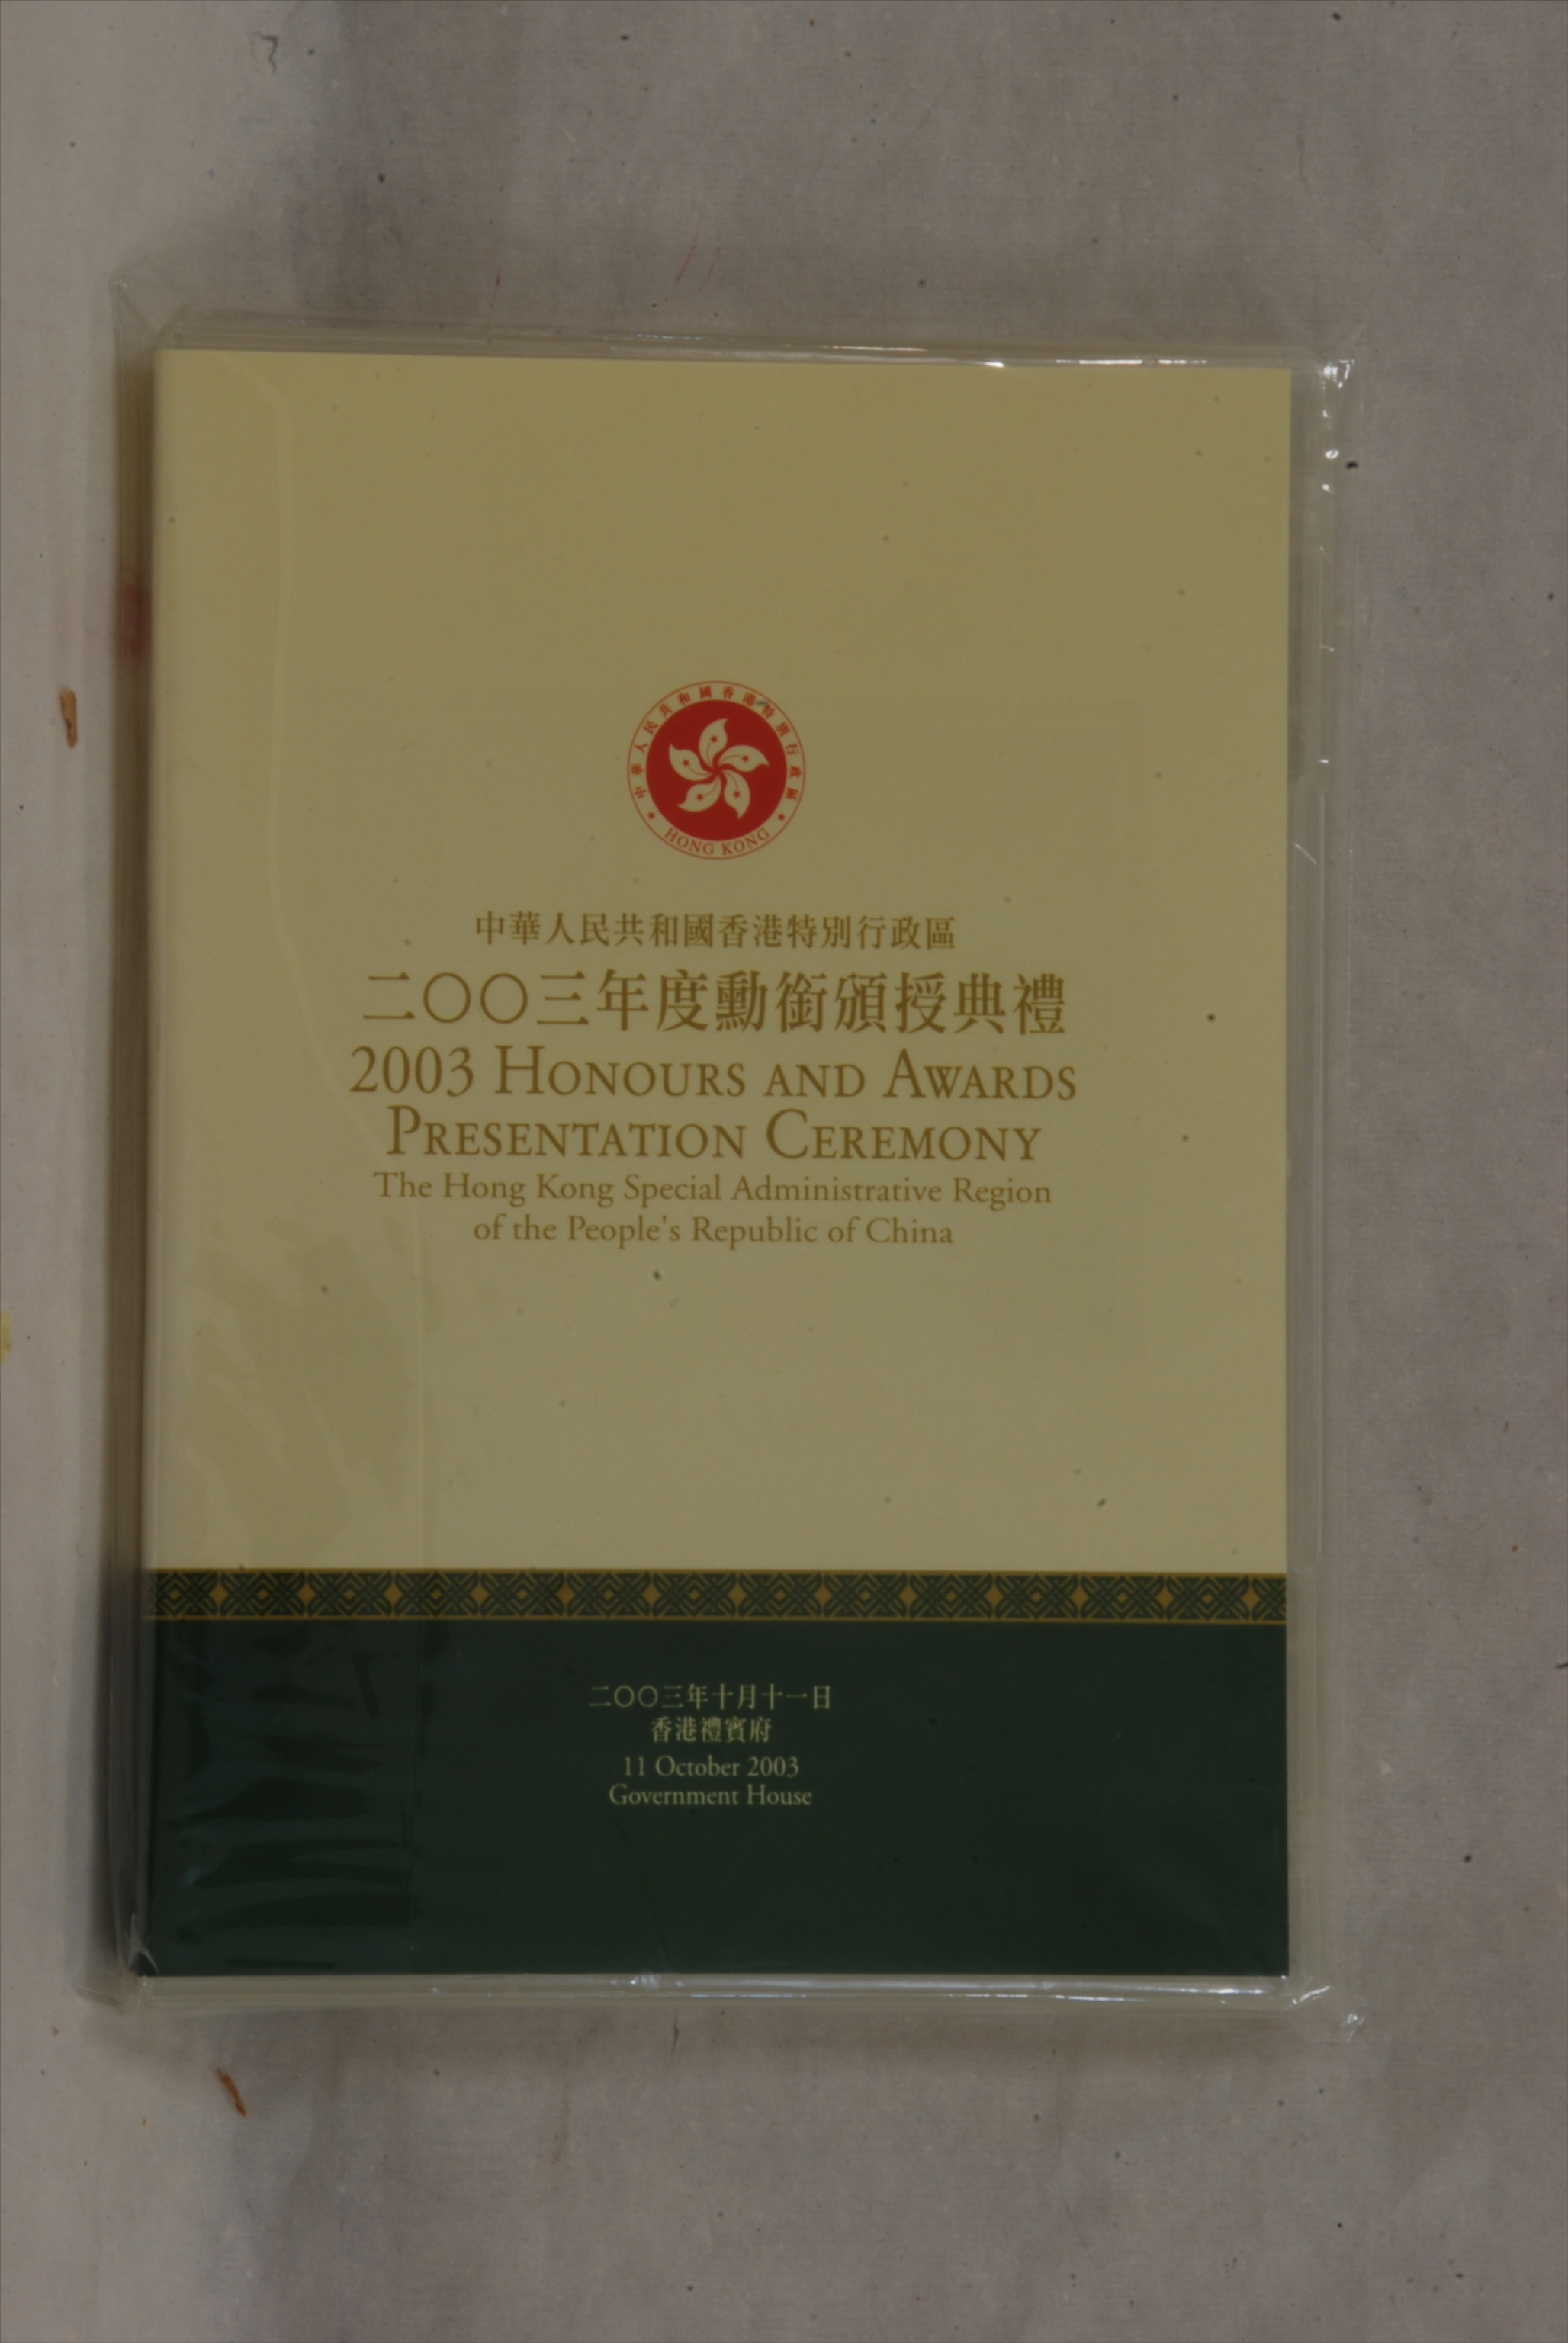 中華人民共和國香港特別行政區
HONG KONG
中華人民共和國香港特別行政區
二〇〇三年度勳銜頒授典禮
2003 HONOURS AND AWARDS
PRESENTATION CEREMONY
The Hong Kong Special Administrative Region
of the People's Republic of China
二〇〇三年十月十一日
香港禮賓府
11 October 2003
Government House